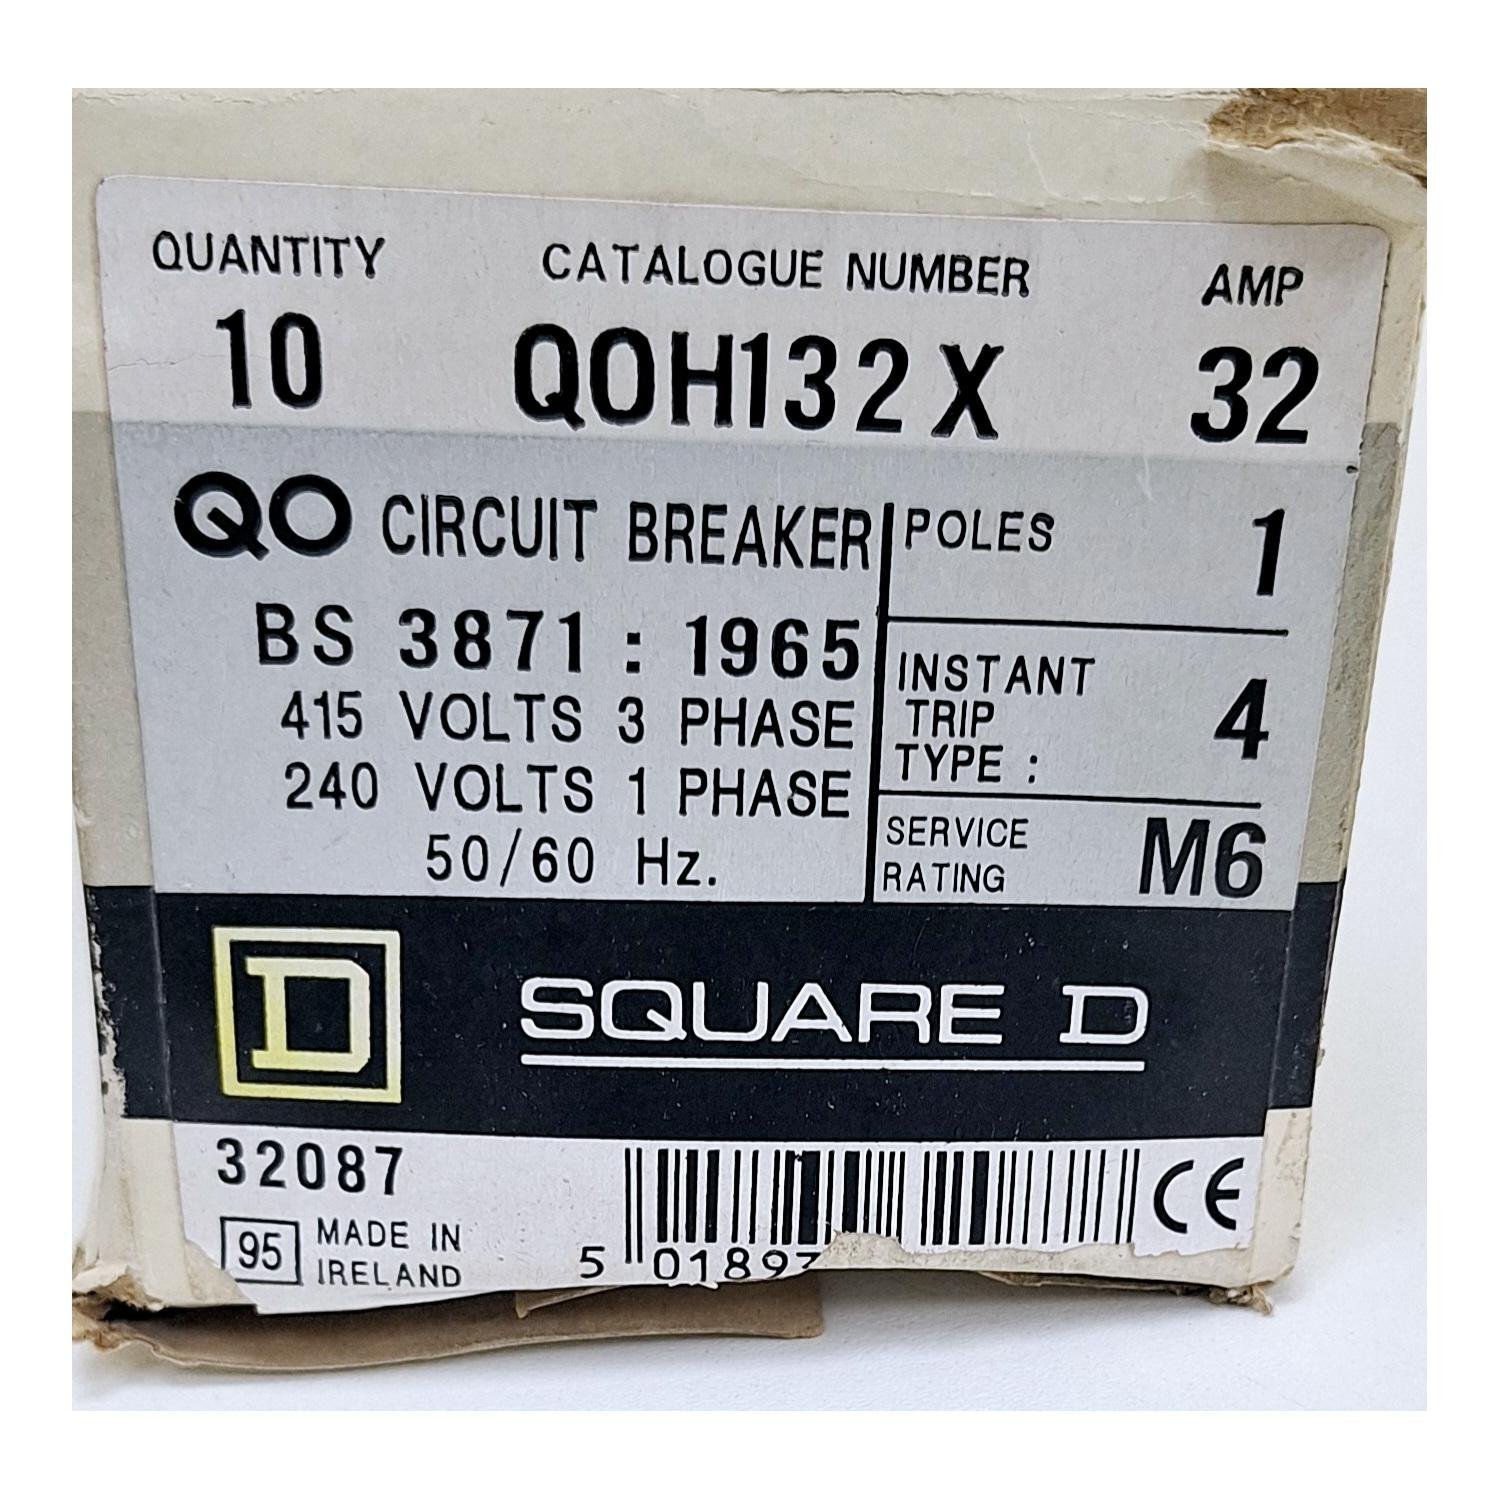 QUANTITY CATALOGUE NUMBER AMP
10 QOH132X 32
QO CIRCUIT BREAKER
BS 3871 : 1965
415 VOLTS 3 PHASE
240 VOLTS 1 PHASE
50/60 Hz.
POLES 1
INSTANT
TRIP
TYPE : 4
SERVICE
RATING M6
D SQUARE D
32087
95 MADE IN
IRELAND
5 01897
CE